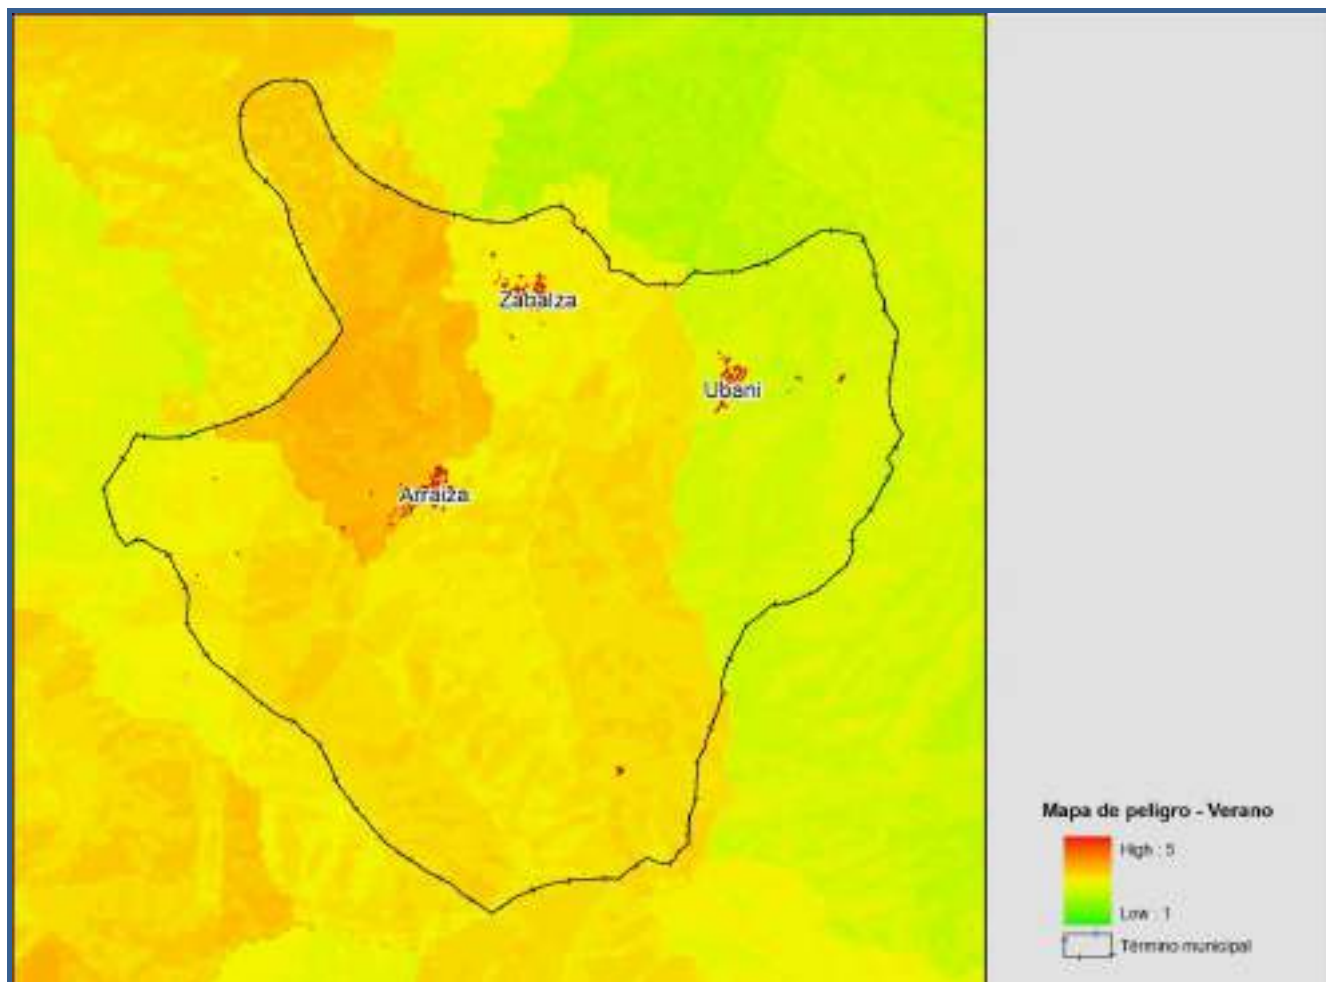 Zabalza
Ubani
Arraiza
Mapa de peligro - Verano
High : 5
Low : 1
Término municipal